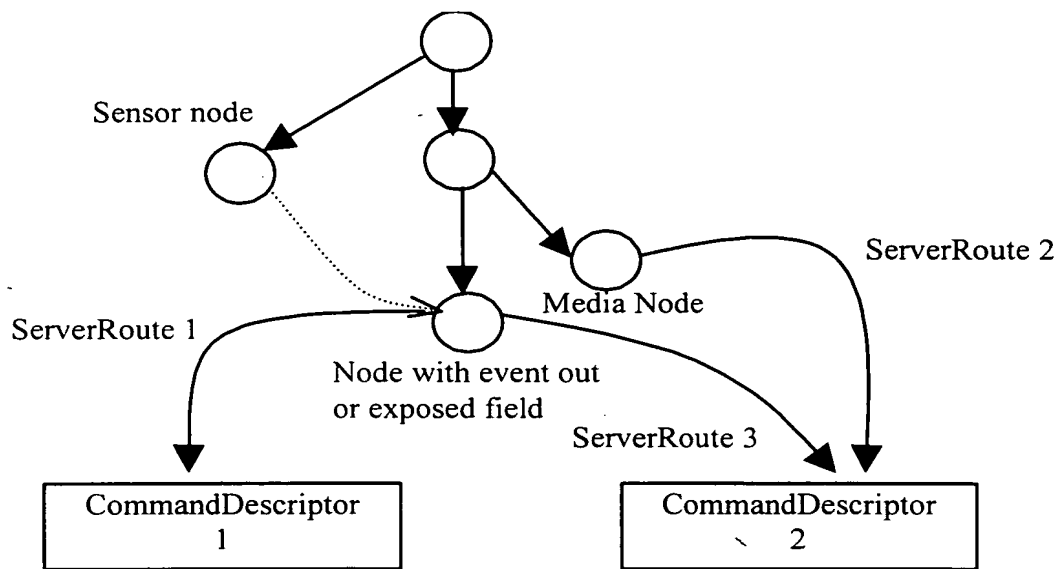 Sensor node
ServerRoute 2
Media Node
ServerRoute 1
Node with event out
or exposed field
ServerRoute 3
CommandDescriptor
1
CommandDescriptor
2